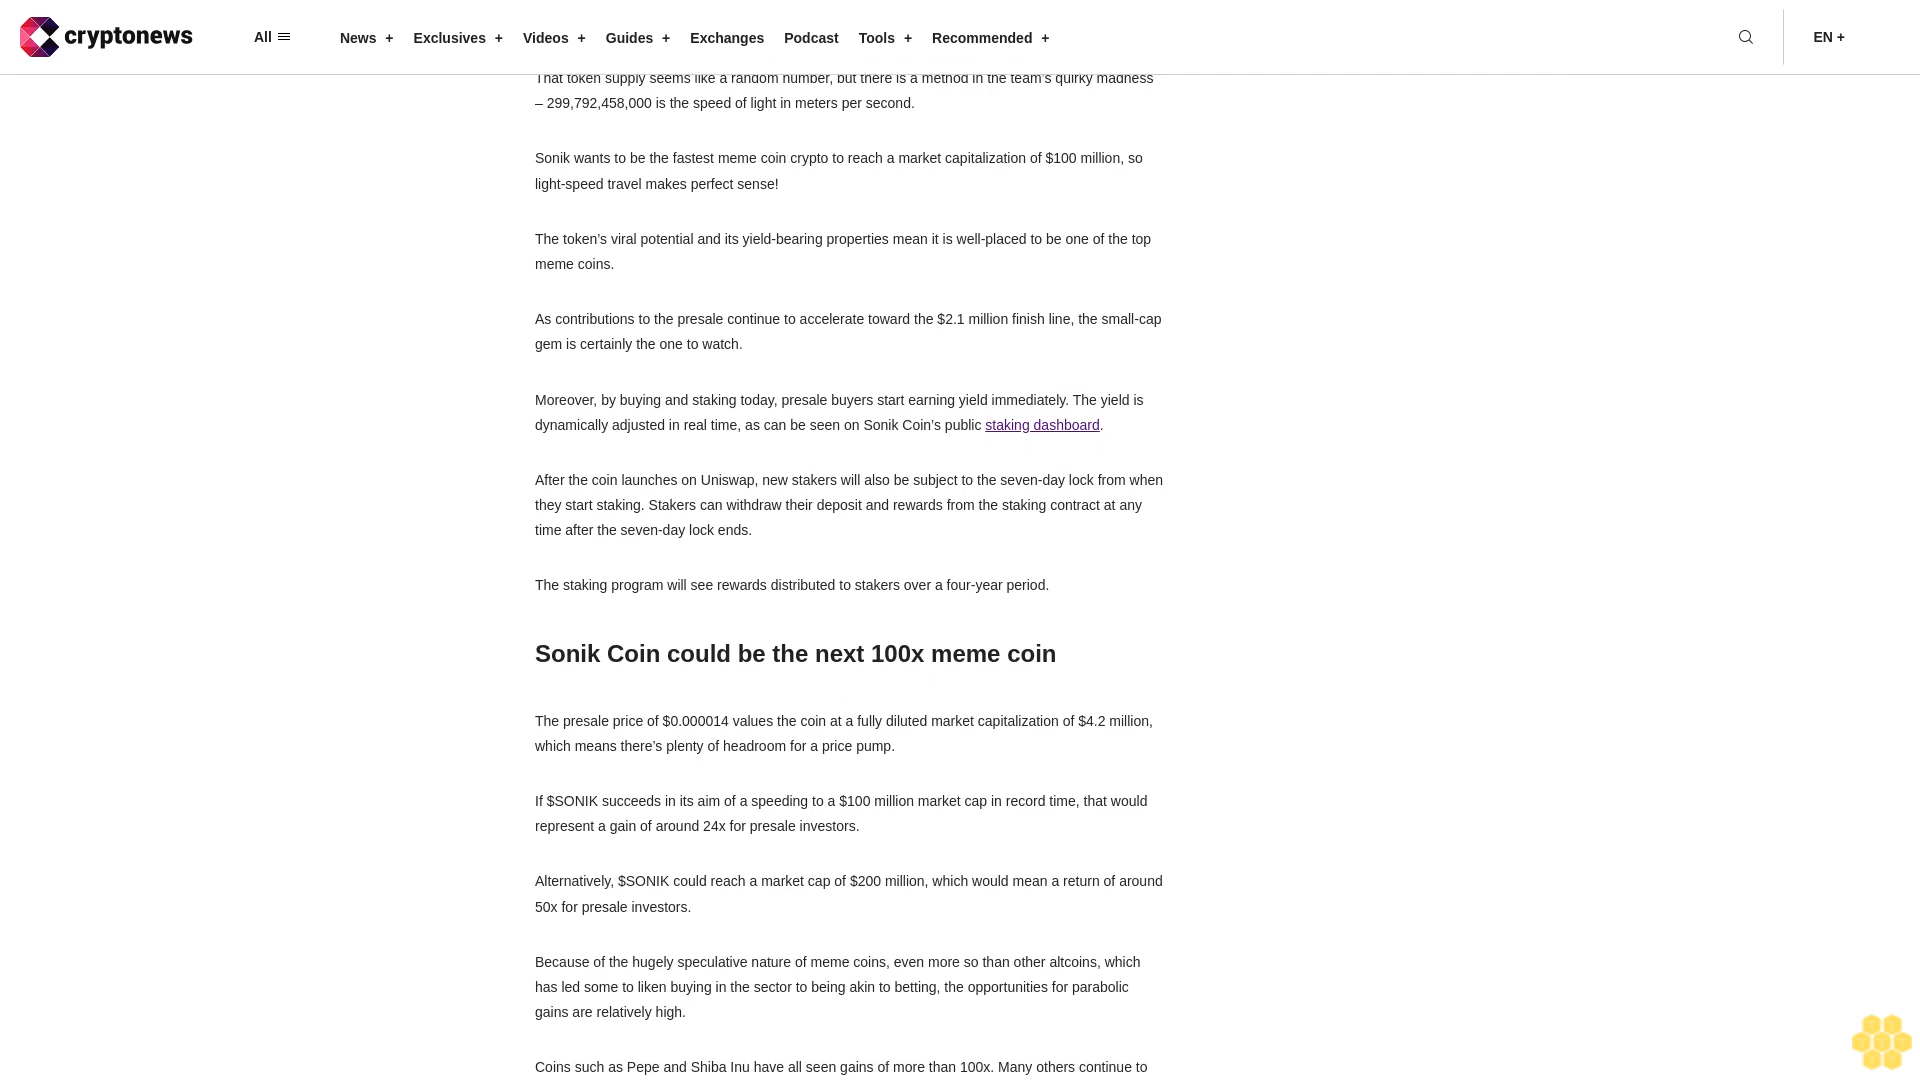 cryptonews
All
News +
Exclusives +
Videos +
Guides +
Exchanges
Podcast
Tools +
Recommended +
EN +
That token supply seems like a random number, but there is a method in the team’s quirky madness
– 299,792,458,000 is the speed of light in meters per second.
Sonik wants to be the fastest meme coin crypto to reach a market capitalization of $100 million, so
light-speed travel makes perfect sense!
The token’s viral potential and its yield-bearing properties mean it is well-placed to be one of the top
meme coins.
As contributions to the presale continue to accelerate toward the $2.1 million finish line, the small-cap
gem is certainly the one to watch.
Moreover, by buying and staking today, presale buyers start earning yield immediately. The yield is
dynamically adjusted in real time, as can be seen on Sonik Coin’s public staking dashboard.
After the coin launches on Uniswap, new stakers will also be subject to the seven-day lock from when
they start staking. Stakers can withdraw their deposit and rewards from the staking contract at any
time after the seven-day lock ends.
The staking program will see rewards distributed to stakers over a four-year period.
Sonik Coin could be the next 100x meme coin
The presale price of $0.000014 values the coin at a fully diluted market capitalization of $4.2 million,
which means there’s plenty of headroom for a price pump.
If $SONIK succeeds in its aim of a speeding to a $100 million market cap in record time, that would
represent a gain of around 24x for presale investors.
Alternatively, $SONIK could reach a market cap of $200 million, which would mean a return of around
50x for presale investors.
Because of the hugely speculative nature of meme coins, even more so than other altcoins, which
has led some to liken buying in the sector to being akin to betting, the opportunities for parabolic
gains are relatively high.
Coins such as Pepe and Shiba Inu have all seen gains of more than 100x. Many others continue to